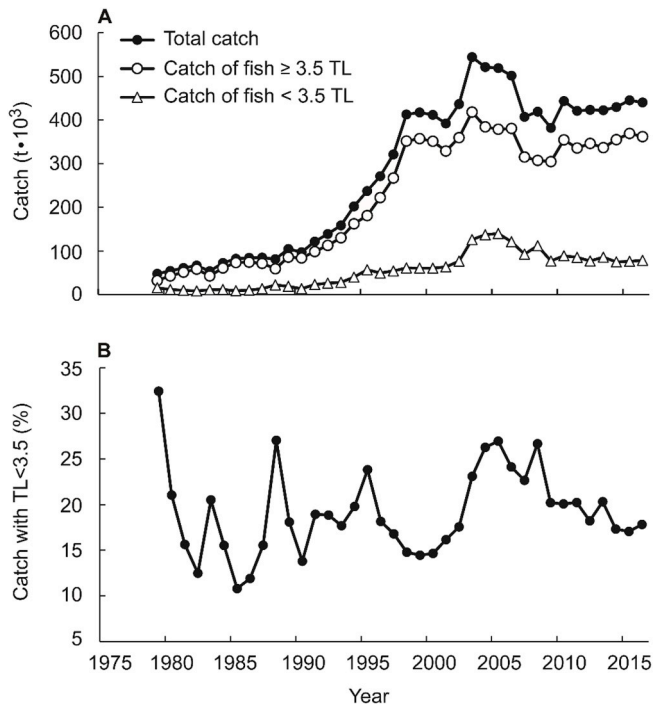 A
600
Total catch
500
Catch of fish ≥ 3.5 TL
Catch of fish < 3.5 TL
400
300
200
100
0
Catch (t•10³)
B
35
30
25
20
15
10
5
Catch with TL<3.5 (%)
1975 1980 1985 1990 1995 2000 2005 2010 2015
Year